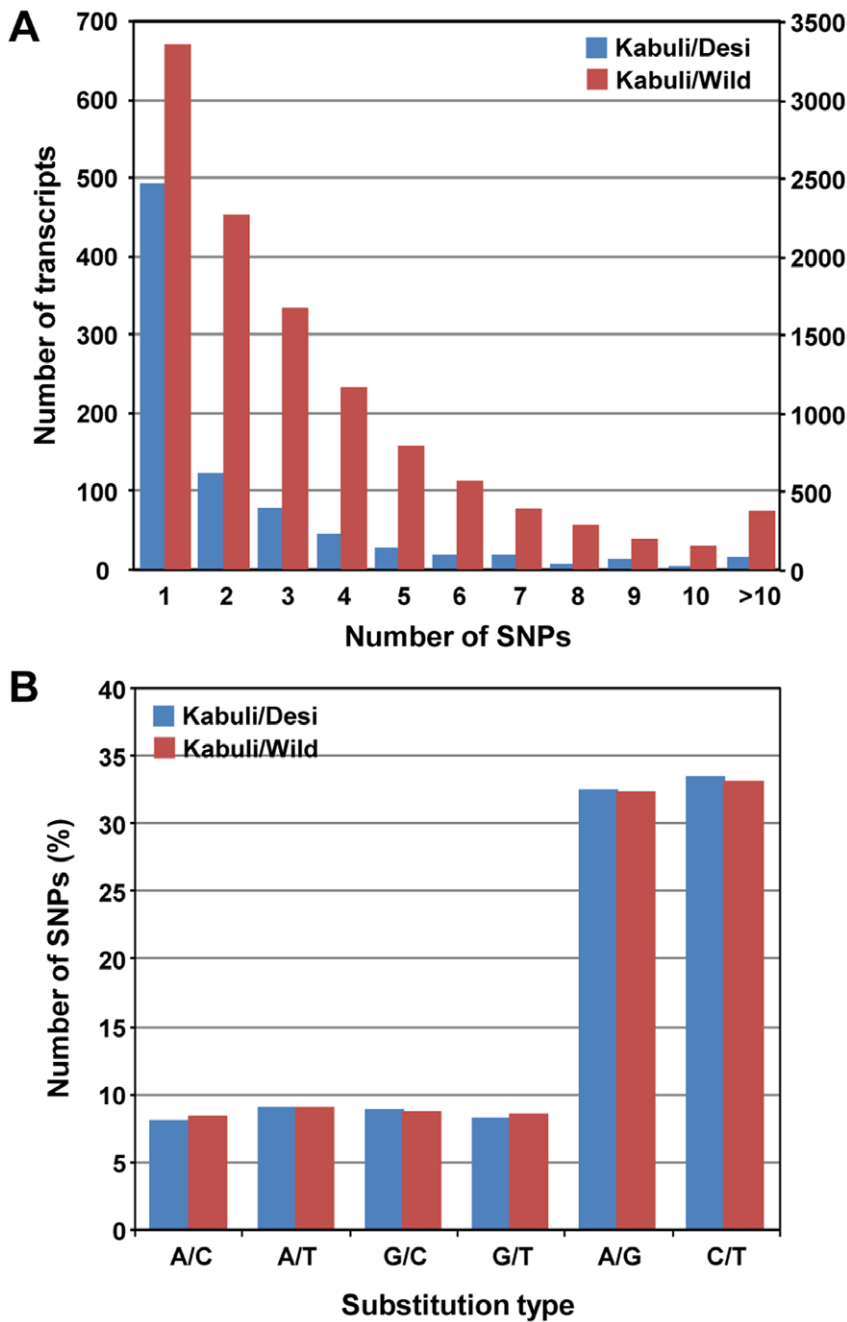 A
Kabuli/Desi
Kabuli/Wild
Number of transcripts
700
600
500
400
300
200
100
0
3500
3000
2500
2000
1500
1000
500
0
1 2 3 4 5 6 7 8 9 10 >10
Number of SNPs
B
Kabuli/Desi
Kabuli/Wild
Number of SNPs (%)
40
35
30
25
20
15
10
5
0
A/C A/T G/C G/T A/G C/T
Substitution type